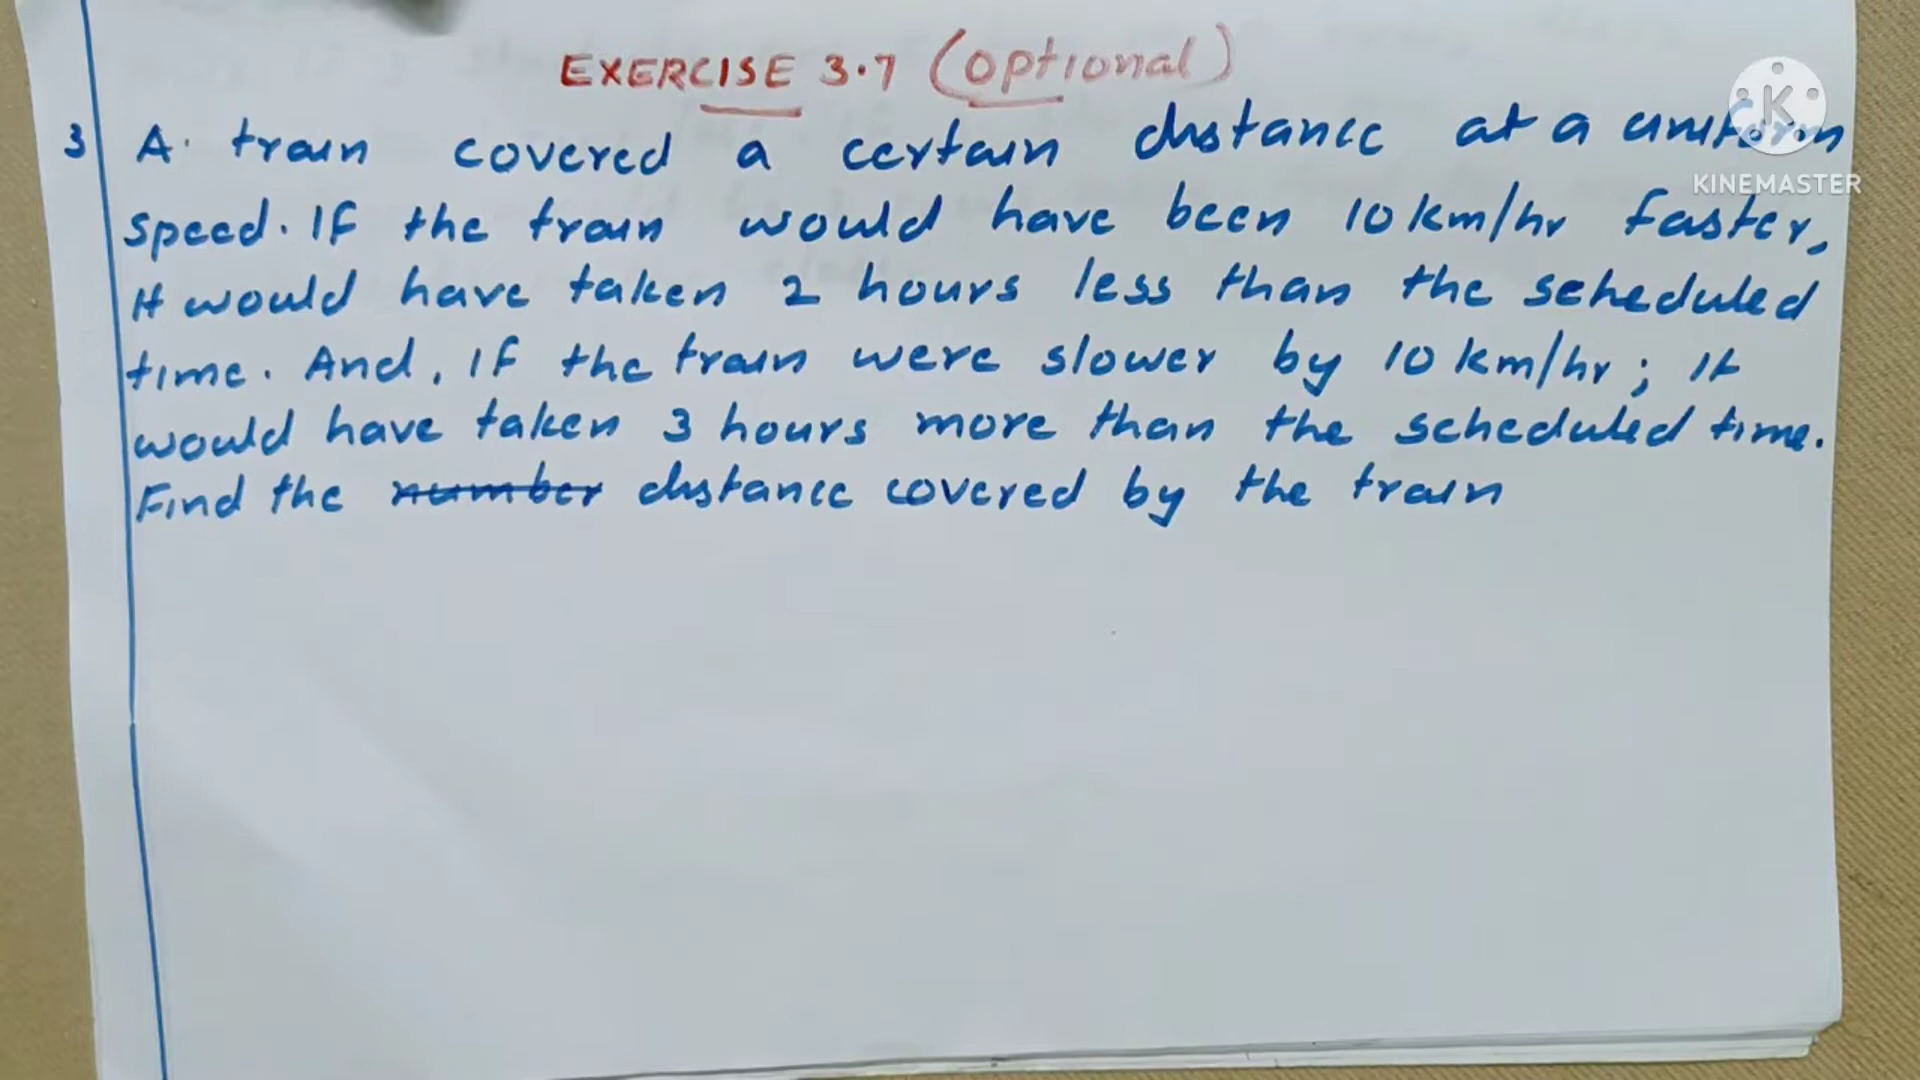 EXERCISE 3.7 (optional)
3 A. train covered a certain distance at a uniform
speed. If the train would have been 10 km/hr faster,
it would have taken 2 hours less than the scheduled
time. And, if the train were slower by 10 km/hr; it
would have taken 3 hours more than the scheduled time.
Find the number distance covered by the train
K
KINEMASTER